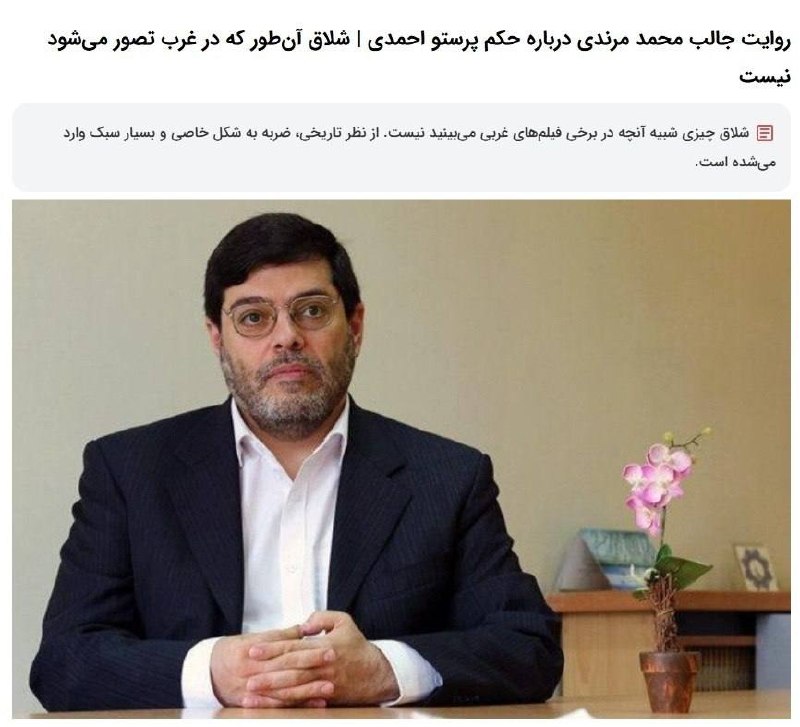 روایت جالب محمد مرندی درباره حکم پرستو احمدی | شلاق آن‌طور که در غرب تصور می‌شود
نیست
شلاق چیزی شبیه آنچه در برخی فیلم‌های غربی می‌بینید نیست. از نظر تاریخی، ضربه به شکل خاصی و بسیار سبک وارد
می‌شده است.